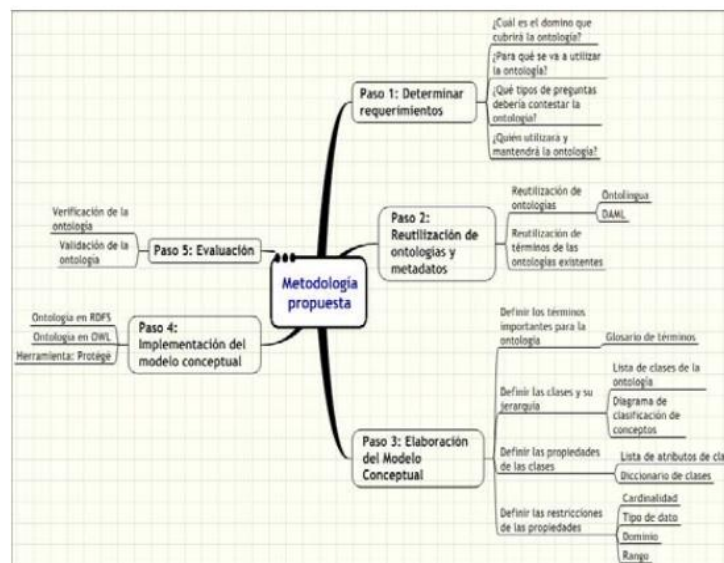 ¿Cuál es el domino que
cubrirá la ontología?
¿Para qué se va a utilizar
la ontología?
¿Qué tipos de preguntas
debería contestar la
ontología?
¿Quién utilizará y
mantendrá la ontología?
Paso 1: Determinar
requerimientos
Paso 2:
Reutilización de
ontologías y
metadatos
Reutilización de
ontologías
Ontolingua
DAML
Reutilización de
términos de las
ontologías existentes
Verificación de la
ontología
Validación de la
ontología
Paso 5: Evaluación
Metodología
propuesta
Ontología en RDFS
Ontología en OWL
Herramienta: Protégé
Paso 4:
Implementación del
modelo conceptual
Paso 3: Elaboración
del Modelo
Conceptual
Definir los términos
importantes para la
ontología
Glosario de términos
Definir las clases y su
jerarquía
Lista de clases de la
ontología
Diagrama de
clasificación de
conceptos
Definir las propiedades
de las clases
Lista de atributos de cla
Diccionario de clases
Definir las restricciones
de las propiedades
Cardinalidad
Tipo de dato
Dominio
Rango